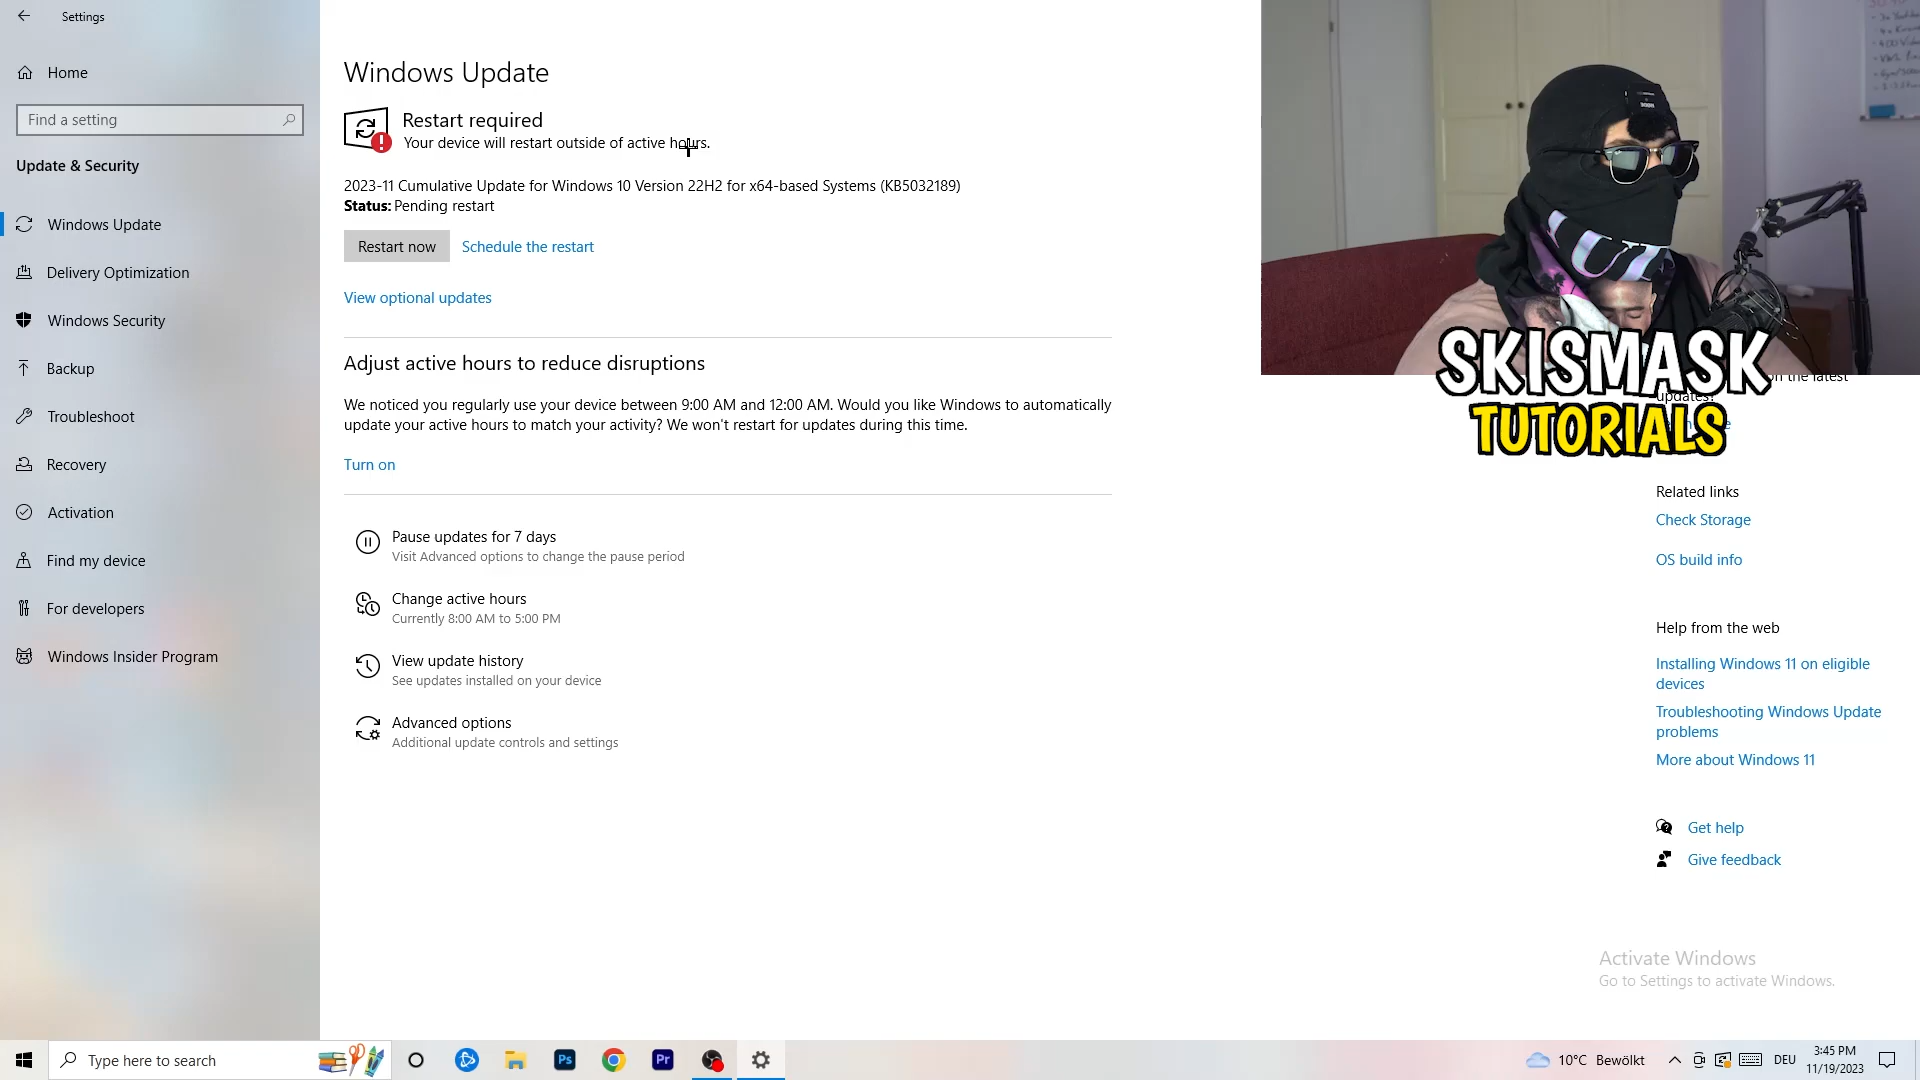 Settings
Home
Find a setting
Update & Security
Windows Update
Delivery Optimization
Windows Security
Backup
Troubleshoot
Recovery
Activation
Find my device
For developers
Windows Insider Program
Windows Update
Restart required
Your device will restart outside of active hours.
2023-11 Cumulative Update for Windows 10 Version 22H2 for x64-based Systems (KB5032189)
Status: Pending restart
Restart now
Schedule the restart
View optional updates
Adjust active hours to reduce disruptions
We noticed you regularly use your device between 9:00 AM and 12:00 AM. Would you like Windows to automatically
update your active hours to match your activity? We won't restart for updates during this time.
Turn on
Pause updates for 7 days
Visit Advanced options to change the pause period
Change active hours
Currently 8:00 AM to 5:00 PM
View update history
See updates installed on your device
Advanced options
Additional update controls and settings
SKISMASK
TUTORIALS
on the latest
updates?
Related links
Check Storage
OS build info
Help from the web
Installing Windows 11 on eligible
devices
Troubleshooting Windows Update
problems
More about Windows 11
Get help
Give feedback
Activate Windows
Go to Settings to activate Windows.
Type here to search
Ps
Pr
10°C Bewölkt
DEU
3:45 PM
11/19/2023